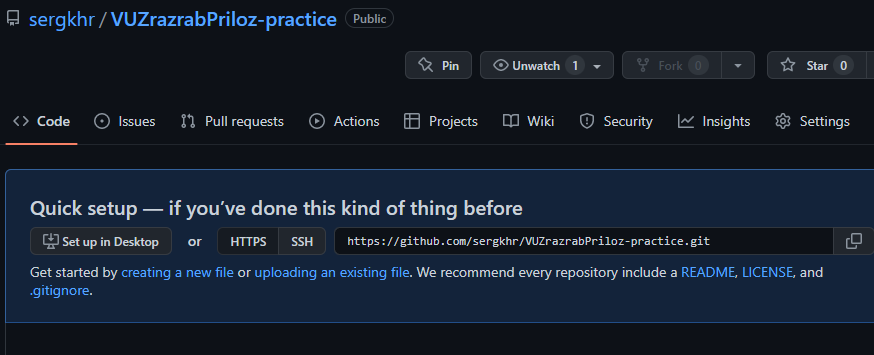 sergkhr / VUZrazrabPriloz-practice Public
Pin Unwatch 1 Fork 0 Star 0
Code Issues Pull requests Actions Projects Wiki Security Insights Settings
Quick setup — if you’ve done this kind of thing before
Set up in Desktop or HTTPS SSH https://github.com/sergkhr/VUZrazrabPriloz-practice.git
Get started by creating a new file or uploading an existing file. We recommend every repository include a README, LICENSE, and
.gitignore.